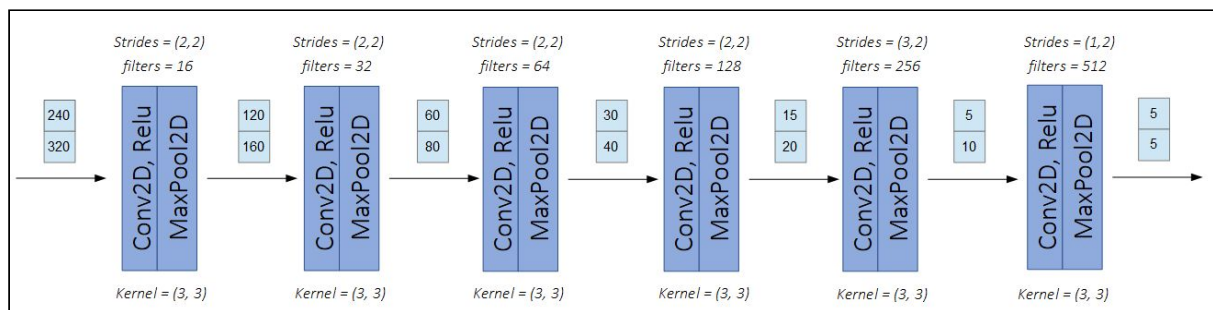 Strides = (2,2)
filters = 16
Strides = (2,2)
filters = 32
Strides = (2,2)
filters = 64
Strides = (2,2)
filters = 128
Strides = (3,2)
filters = 256
Strides = (1,2)
filters = 512
240
320
Conv2D, Relu
MaxPool2D
120
160
Conv2D, Relu
MaxPool2D
60
80
Conv2D, Relu
MaxPool2D
30
40
Conv2D, Relu
MaxPool2D
15
20
Conv2D, Relu
MaxPool2D
5
10
Conv2D, Relu
MaxPool2D
5
5
Kernel = (3, 3)
Kernel = (3, 3)
Kernel = (3, 3)
Kernel = (3, 3)
Kernel = (3, 3)
Kernel = (3, 3)